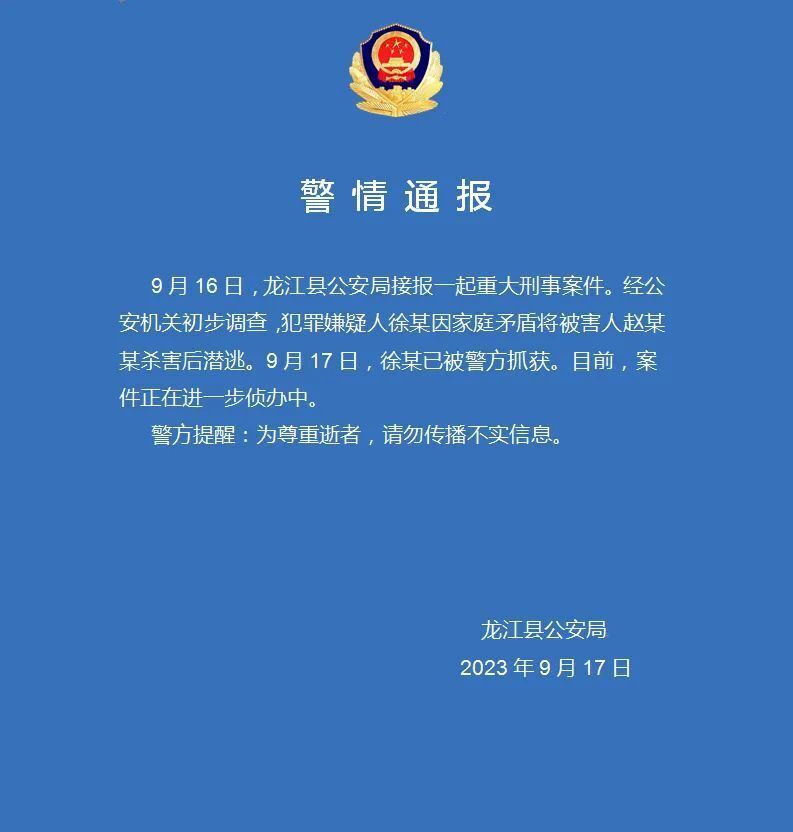 警情通报
9月16日，龙江县公安局接报一起重大刑事案件。经公
安机关初步调查，犯罪嫌疑人徐某因家庭矛盾将被害人赵某
某杀害后潜逃。9月17日，徐某已被警方抓获。目前，案
件正在进一步侦办中。
警方提醒：为尊重逝者，请勿传播不实信息。
龙江县公安局
2023年9月17日